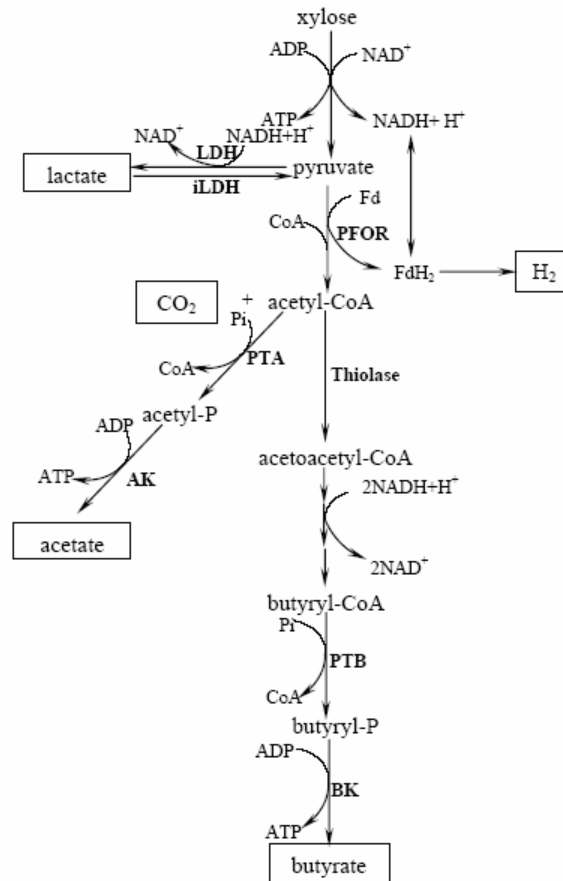 xylose
ADP NAD+
ATP NADH+ H+
NAD+ LDH NADH+H+
lactate pyruvate
iLDH
Fd
CoA PFOR
FdH2 H2
CO2 + acetyl-CoA
Pi
PTA
CoA Thiolase
acetyl-P
ADP
acetoacetyl-CoA
ATP AK 2NADH+H+
acetate
2NAD+
butyryl-CoA
Pi
PTB
CoA
butyryl-P
ADP
BK
ATP
butyrate